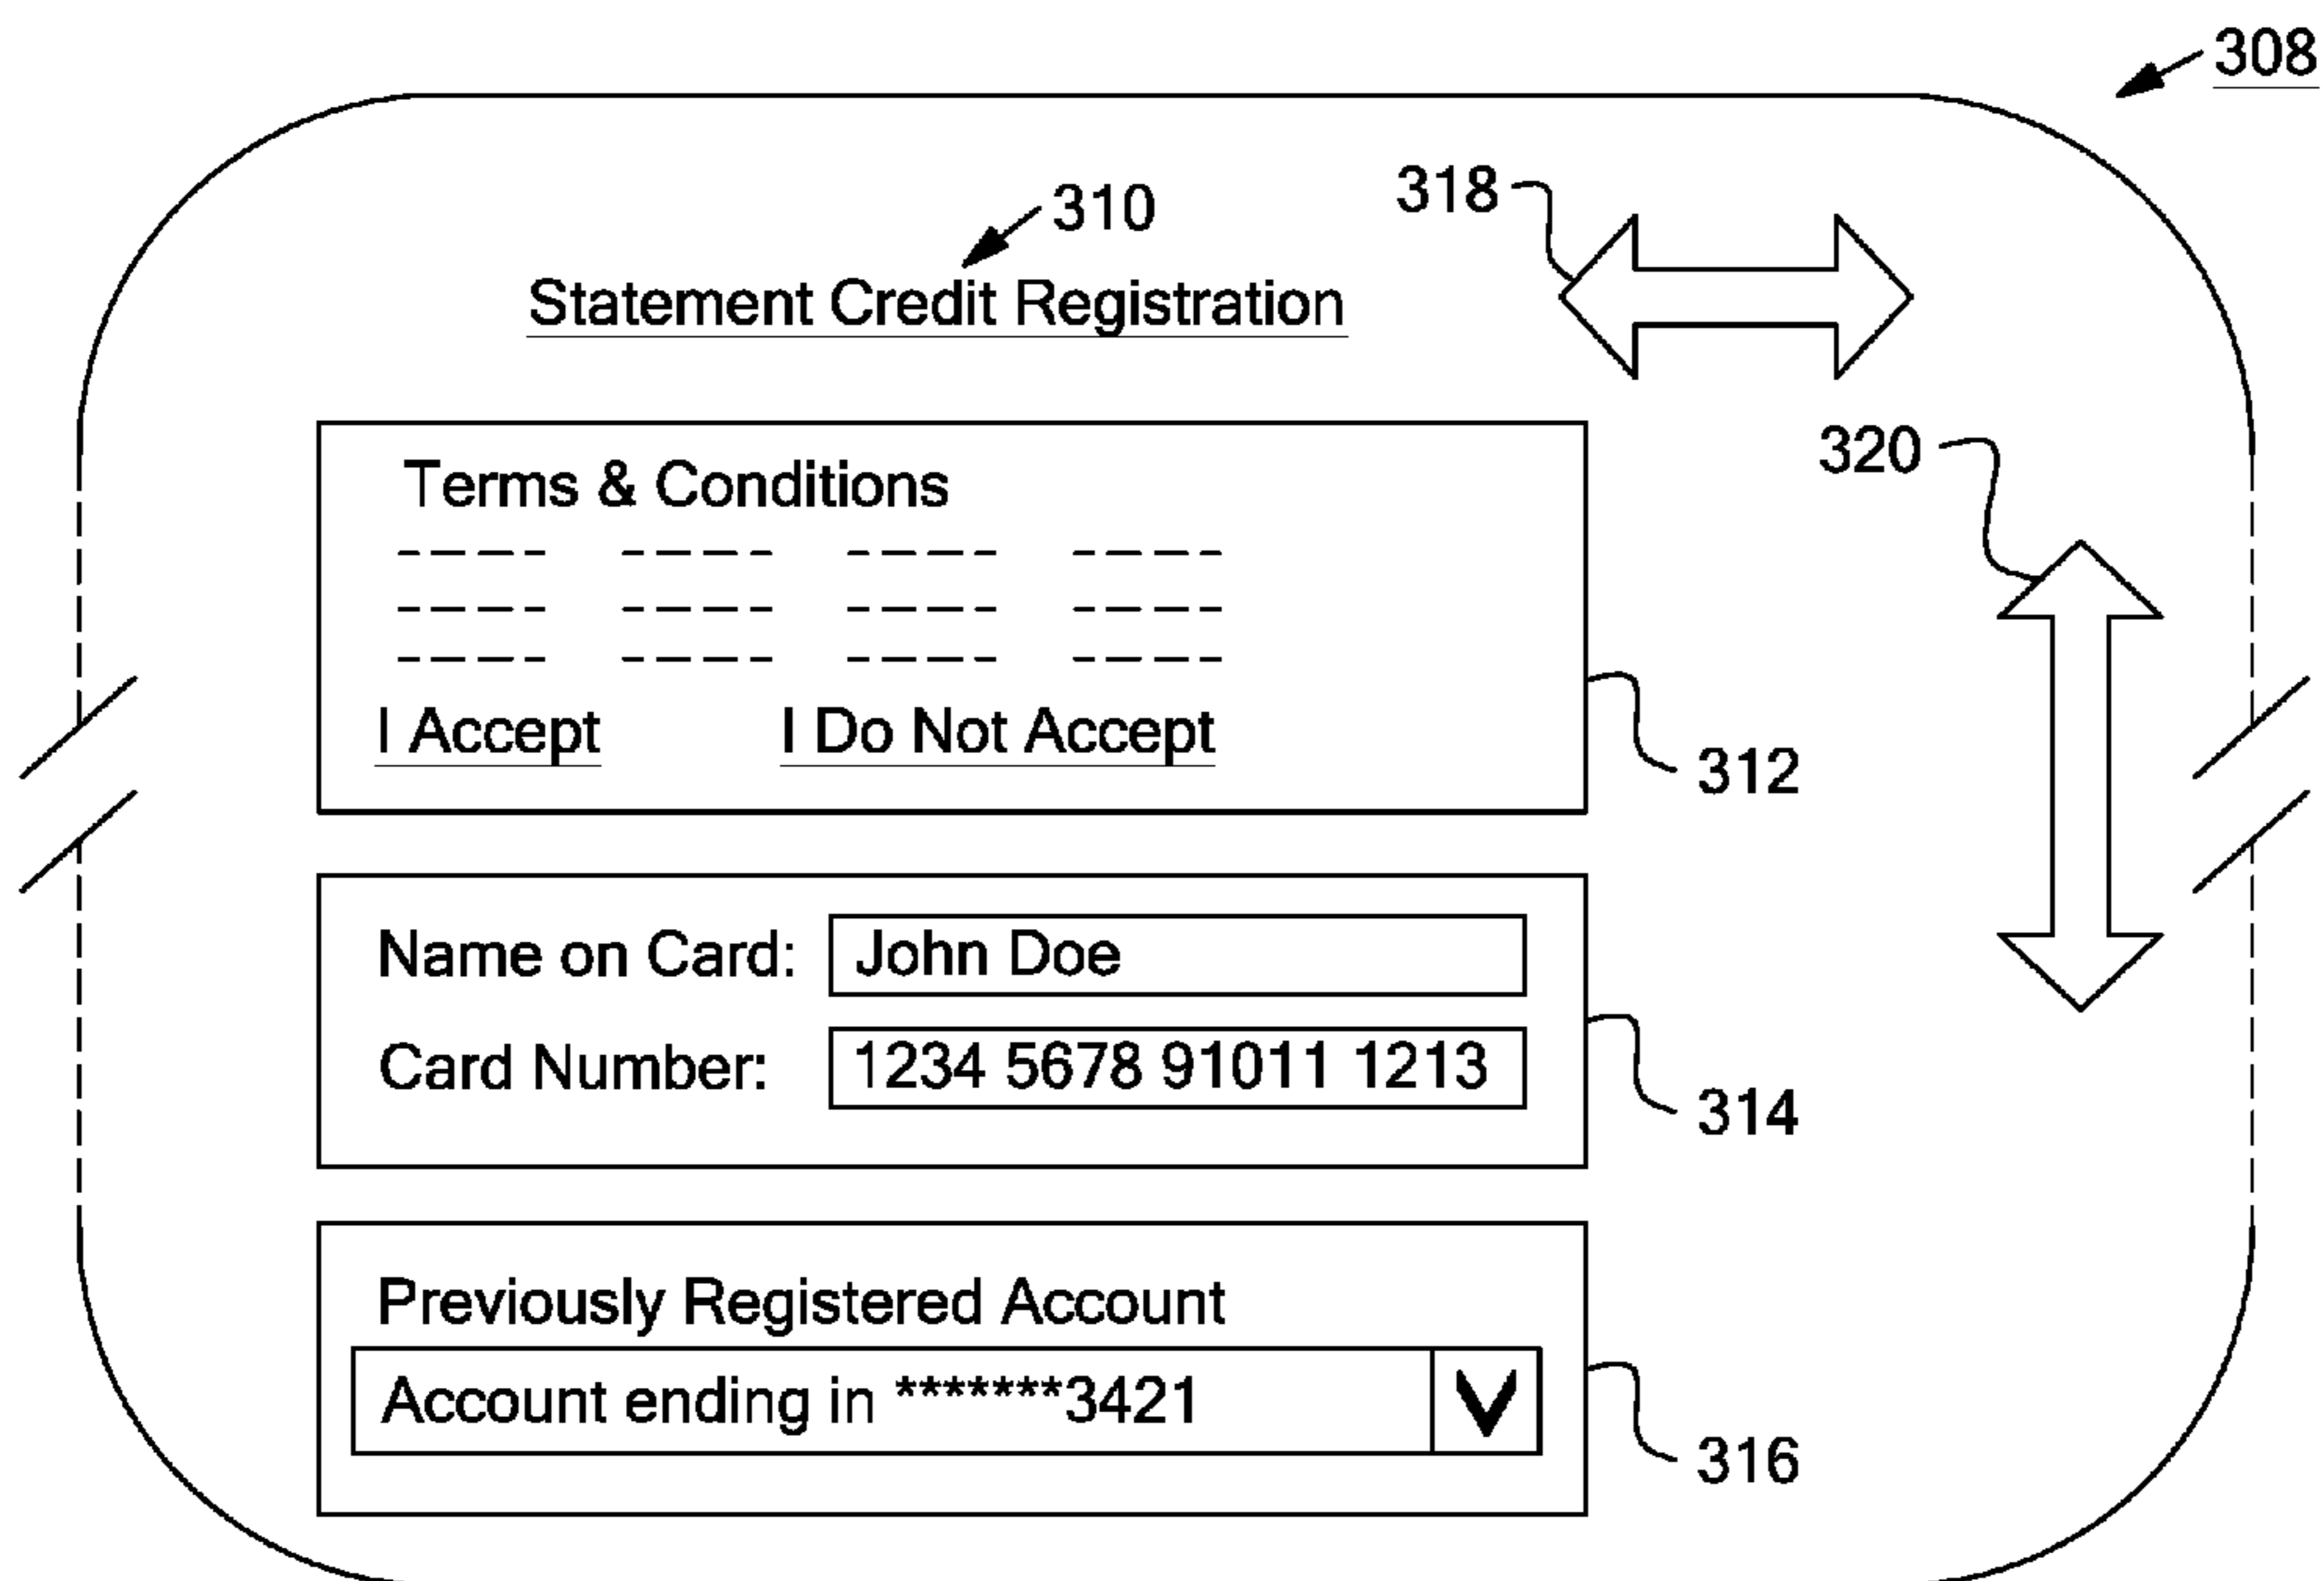 308
310
318
Statement Credit Registration
320
Terms & Conditions
I Accept I Do Not Accept
312
Name on Card: John Doe
Card Number: 1234 5678 91011 1213
314
Previously Registered Account
Account ending in *******3421
316